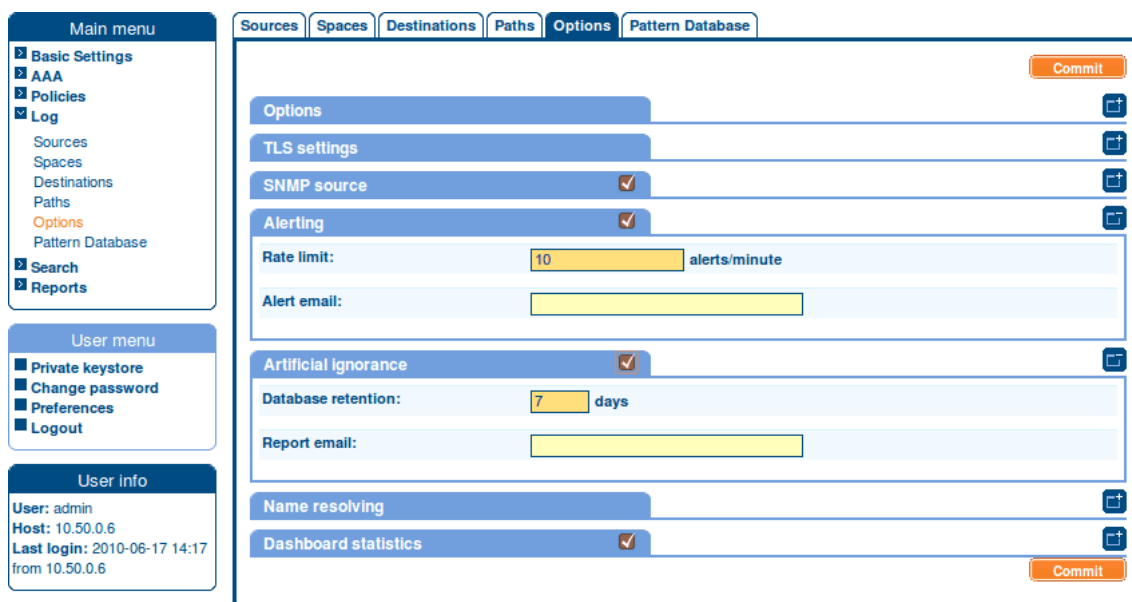 Main menu
Basic Settings
AAA
Policies
Log
Sources
Spaces
Destinations
Paths
Options
Pattern Database
Search
Reports
User menu
Private keystore
Change password
Preferences
Logout
User info
User: admin
Host: 10.50.0.6
Last login: 2010-06-17 14:17
from 10.50.0.6
Sources Spaces Destinations Paths Options Pattern Database
Commit
Options
TLS settings
SNMP source
Alerting
Rate limit: 10 alerts/minute
Alert email:
Artificial ignorance
Database retention: 7 days
Report email:
Name resolving
Dashboard statistics
Commit